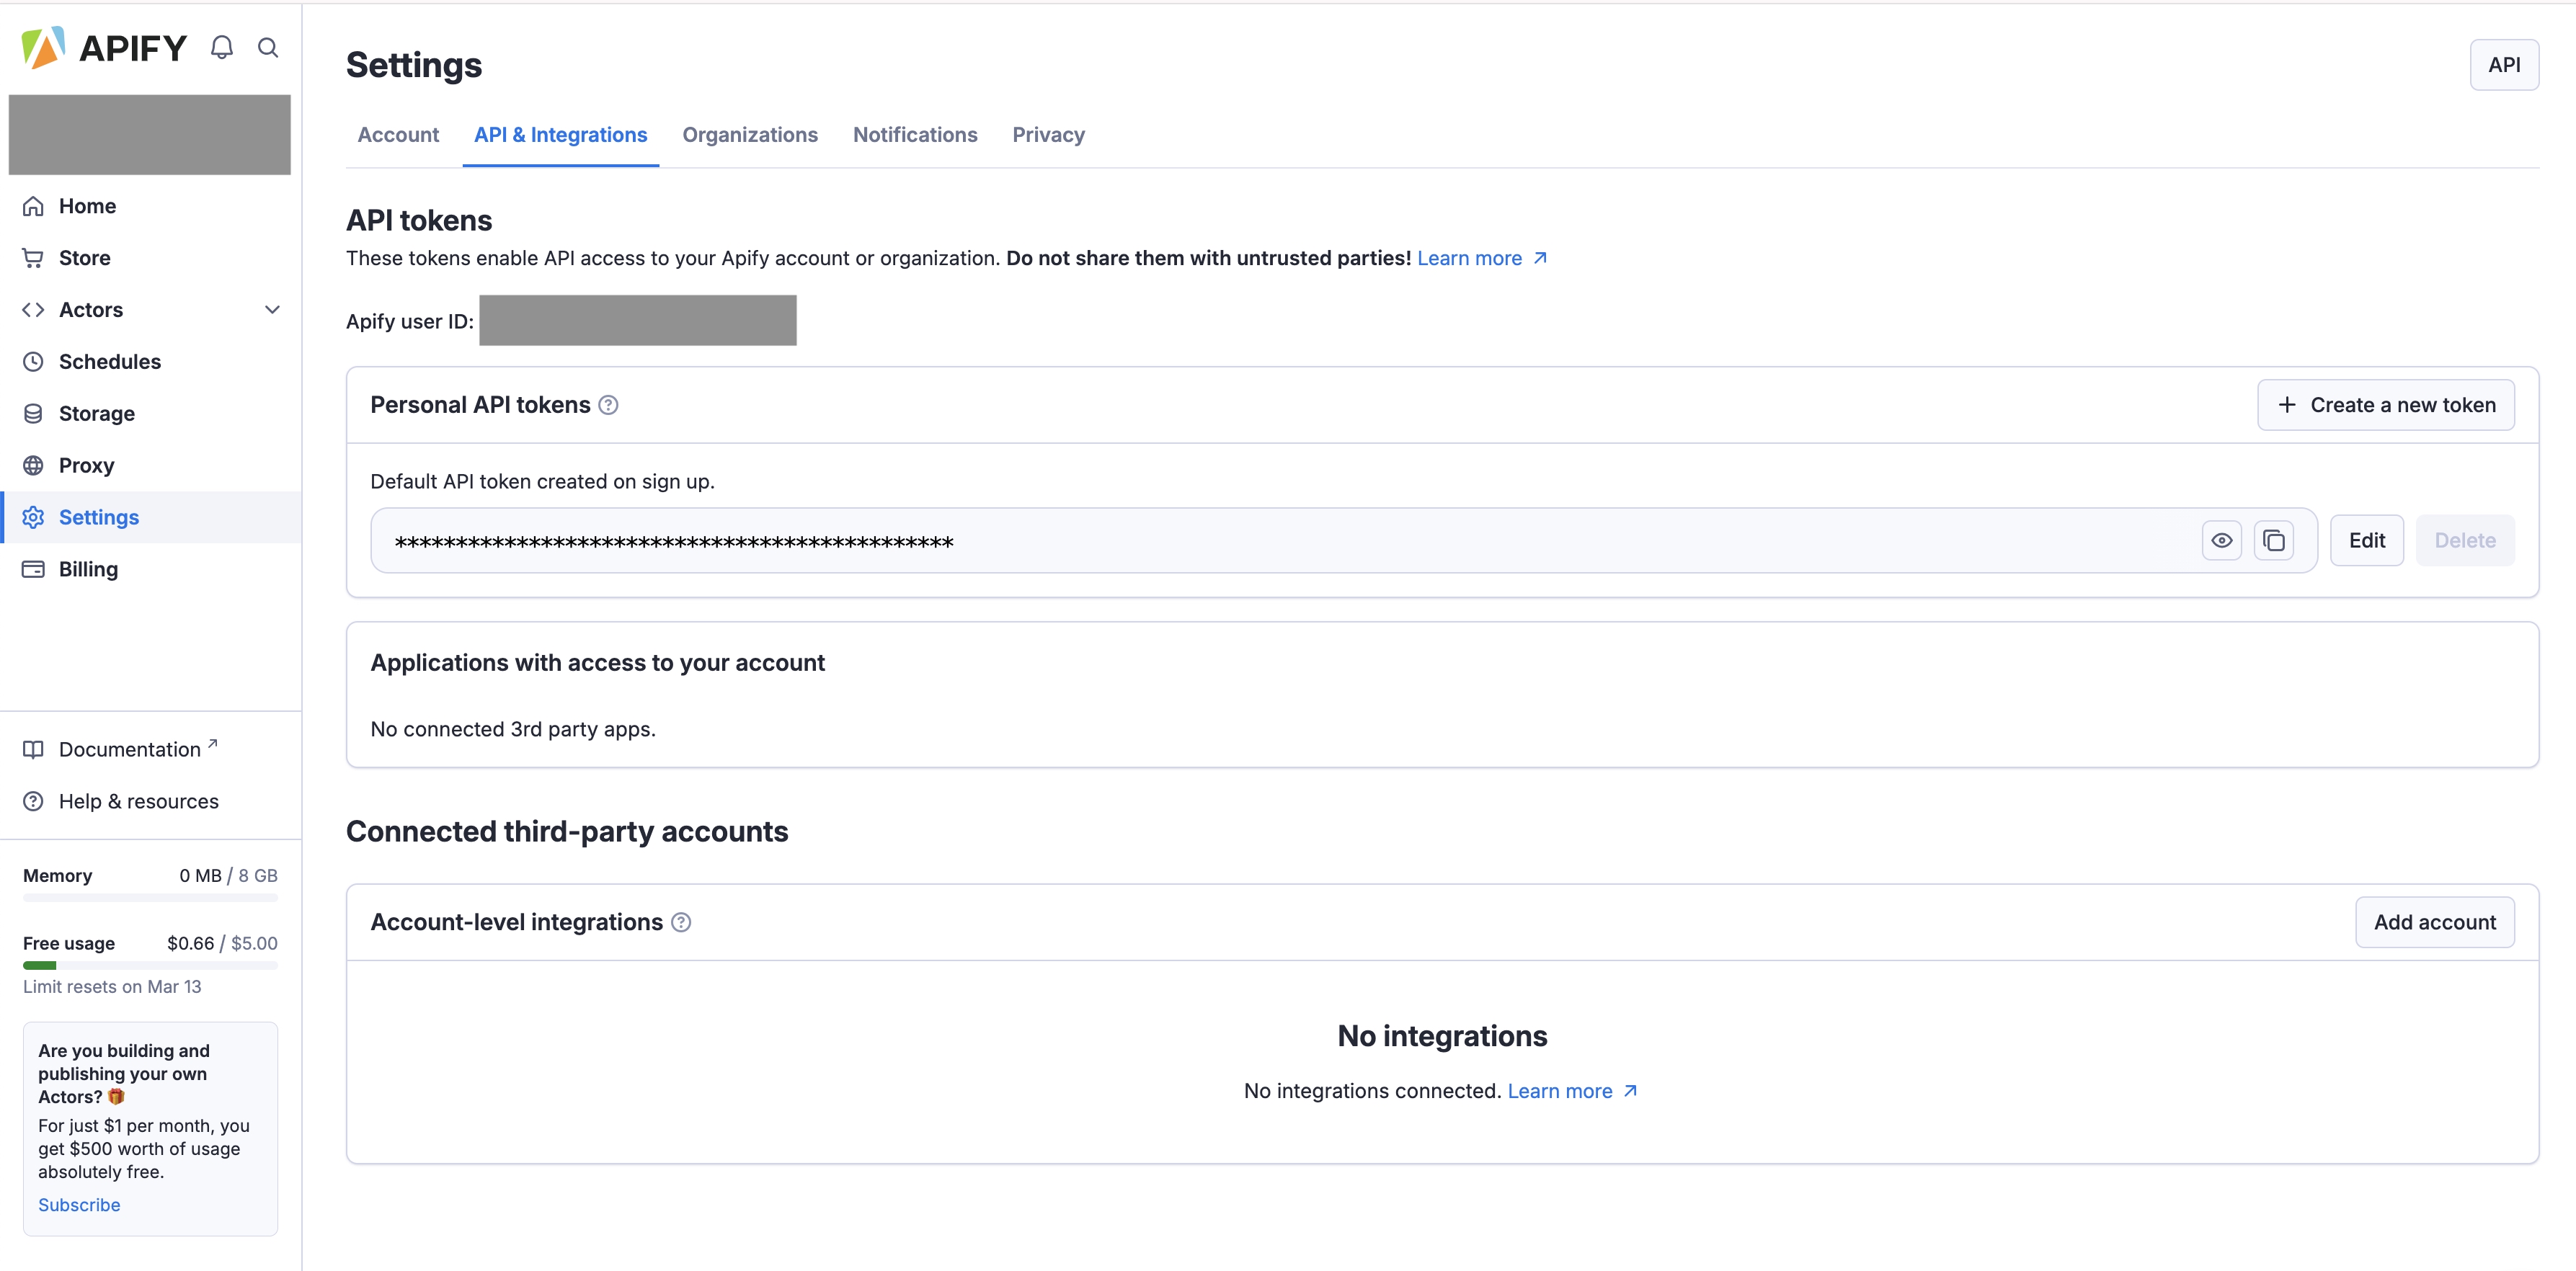 APIFY
Home
Store
Actors
Schedules
Storage
Proxy
Settings
Billing
Documentation
Help & resources
Memory 0 MB / 8 GB
Free usage $0.66 / $5.00
Limit resets on Mar 13
Are you building and
publishing your own
Actors? 🎁
For just $1 per month, you
get $500 worth of usage
absolutely free.
Subscribe
Settings
API
Account API & Integrations Organizations Notifications Privacy
API tokens
These tokens enable API access to your Apify account or organization. Do not share them with untrusted parties! Learn more
Apify user ID:
Personal API tokens
Create a new token
Default API token created on sign up.
**********************************************
Edit Delete
Applications with access to your account
No connected 3rd party apps.
Connected third-party accounts
Account-level integrations
Add account
No integrations
No integrations connected. Learn more